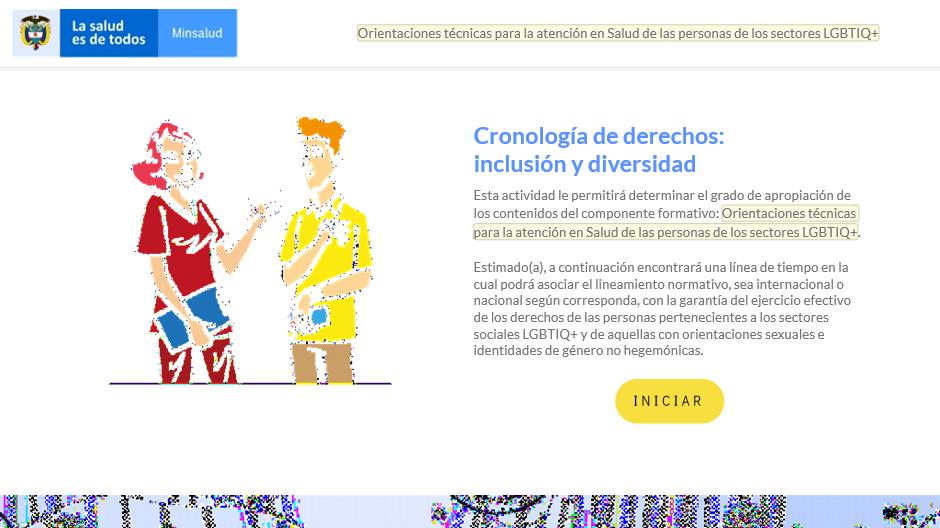 La salud
es de todos
Minsalud
Orientaciones técnicas para la atención en Salud de las personas de los sectores LGBTIQ+
Cronología de derechos:
inclusión y diversidad
Esta actividad le permitirá determinar el grado de apropiación de
los contenidos del componente formativo: Orientaciones técnicas
para la atención en Salud de las personas de los sectores LGBTIQ+.
Estimado(a), a continuación encontrará una línea de tiempo en la
cual podrá asociar el lineamiento normativo, sea internacional o
nacional según corresponda, con la garantía del ejercicio efectivo
de los derechos de las personas pertenecientes a los sectores
sociales LGBTIQ+ y de aquellas con orientaciones sexuales e
identidades de género no hegemónicas.
INICIAR